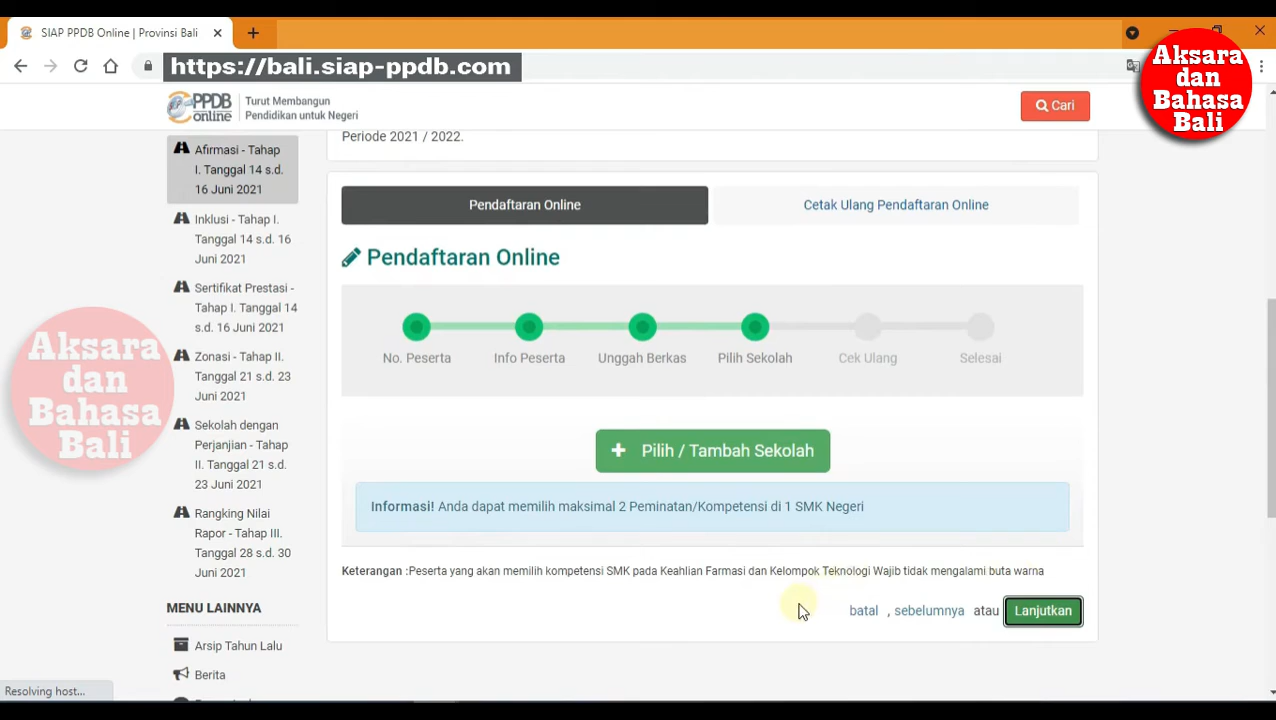 SIAP PPDB Online | Provinsi Bali
https://bali.siap-ppdb.com
Aksara
dan
Bahasa
Bali
PPDB
online
Turut Membangun
Pendidikan untuk Negeri
Cari
Periode 2021 / 2022.
Afirmasi - Tahap
I. Tanggal 14 s.d.
16 Juni 2021
Inklusi - Tahap I.
Tanggal 14 s.d. 16
Juni 2021
Sertifikat Prestasi -
Tahap I. Tanggal 14
s.d. 16 Juni 2021
Zonasi - Tahap II.
Tanggal 21 s.d. 23
Juni 2021
Sekolah dengan
Perjanjian - Tahap
II. Tanggal 21 s.d.
23 Juni 2021
Rangking Nilai
Rapor - Tahap III.
Tanggal 28 s.d. 30
Juni 2021
MENU LAINNYA
Arsip Tahun Lalu
Berita
Aksara
dan
Bahasa
Bali
Pendaftaran Online
Cetak Ulang Pendaftaran Online
Pendaftaran Online
No. Peserta
Info Peserta
Unggah Berkas
Pilih Sekolah
Cek Ulang
Selesai
+ Pilih / Tambah Sekolah
Informasi! Anda dapat memilih maksimal 2 Peminatan/Kompetensi di 1 SMK Negeri
Keterangan :Peserta yang akan memilih kompetensi SMK pada Keahlian Farmasi dan Kelompok Teknologi Wajib tidak mengalami buta warna
batal , sebelumnya atau Lanjutkan
Resolving host...